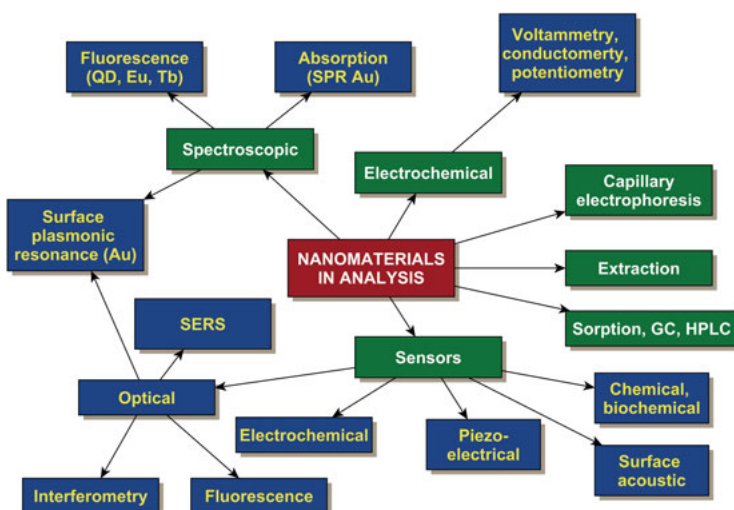 Fluorescence
(QD, Eu, Tb)
Absorption
(SPR Au)
Voltammetry,
conductomerty,
potentiometry
Spectroscopic
Electrochemical
Capillary
electrophoresis
Surface
plasmonic
resonance (Au)
NANOMATERIALS
IN ANALYSIS
Extraction
SERS
Sorption, GC, HPLC
Sensors
Optical
Chemical,
biochemical
Electrochemical
Piezo-
electrical
Surface
acoustic
Interferometry
Fluorescence